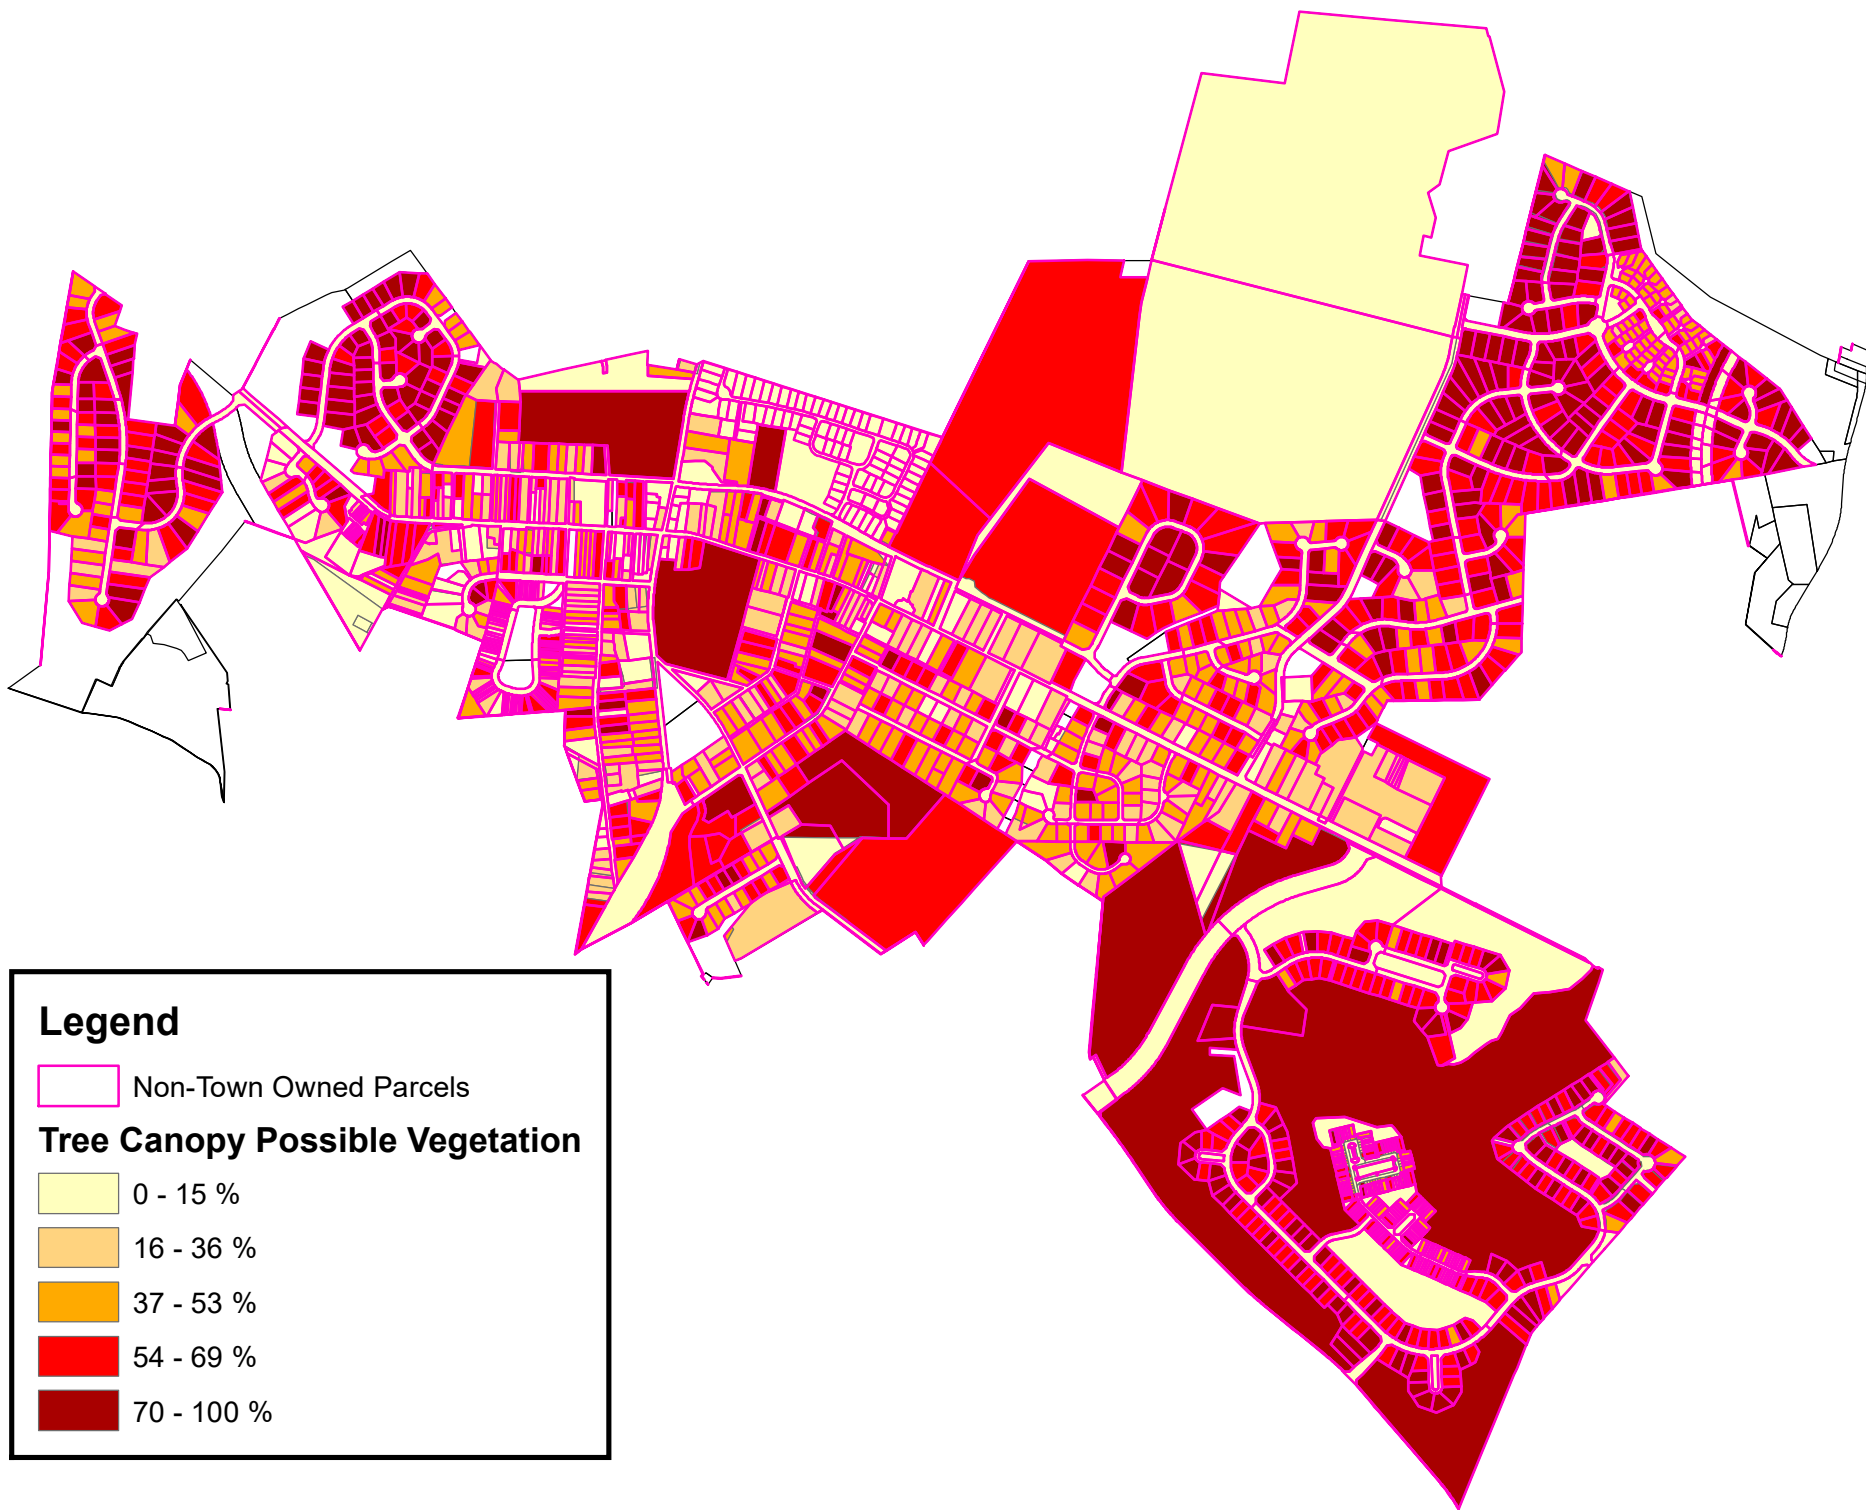 Legend
Non-Town Owned Parcels
Tree Canopy Possible Vegetation
0 - 15 %
16 - 36 %
37 - 53 %
54 - 69 %
70 - 100 %